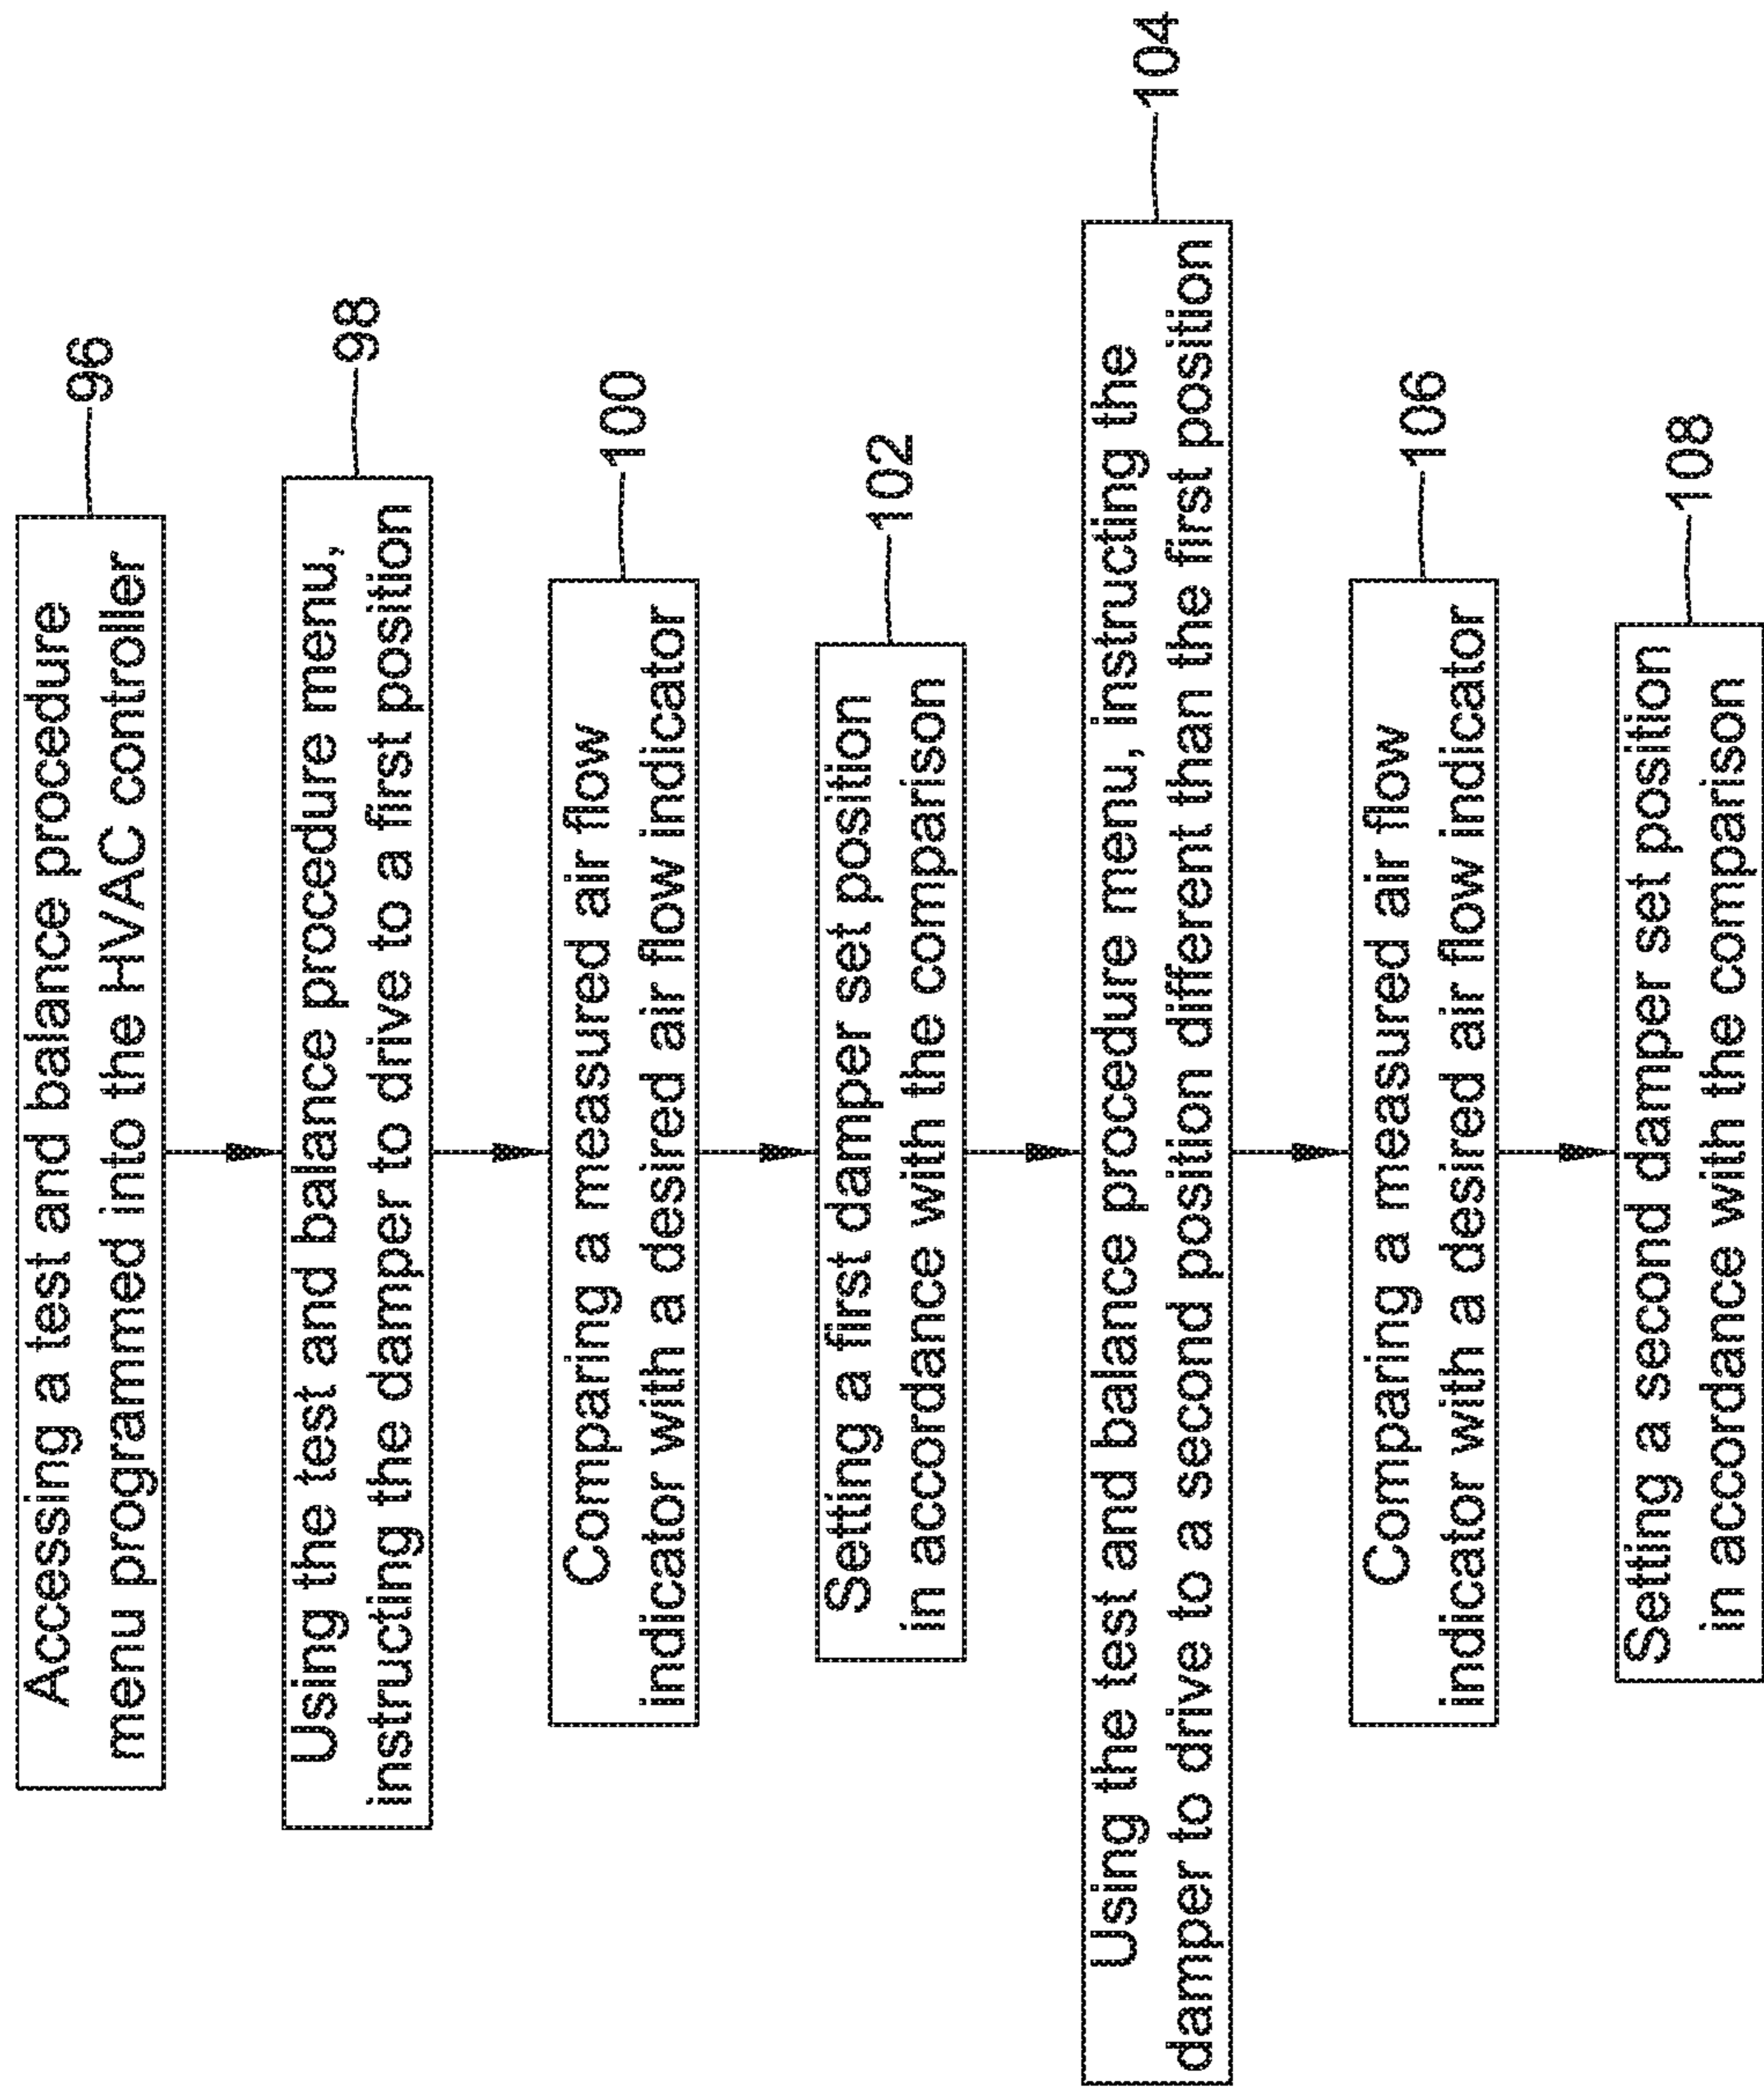 Accessing a test and balance procedure
menu programmed into the HVAC controller
96
Using the test and balance procedure menu,
instructing the damper to drive to a first position
98
Comparing a measured air flow
indicator with a desired air flow indicator
100
Setting a first damper set position
in accordance with the comparison
102
Using the test and balance procedure menu, instructing the
damper to drive to a second position different than the first position
104
Comparing a measured air flow
indicator with a desired air flow indicator
106
Setting a second damper set position
in accordance with the comparison
108